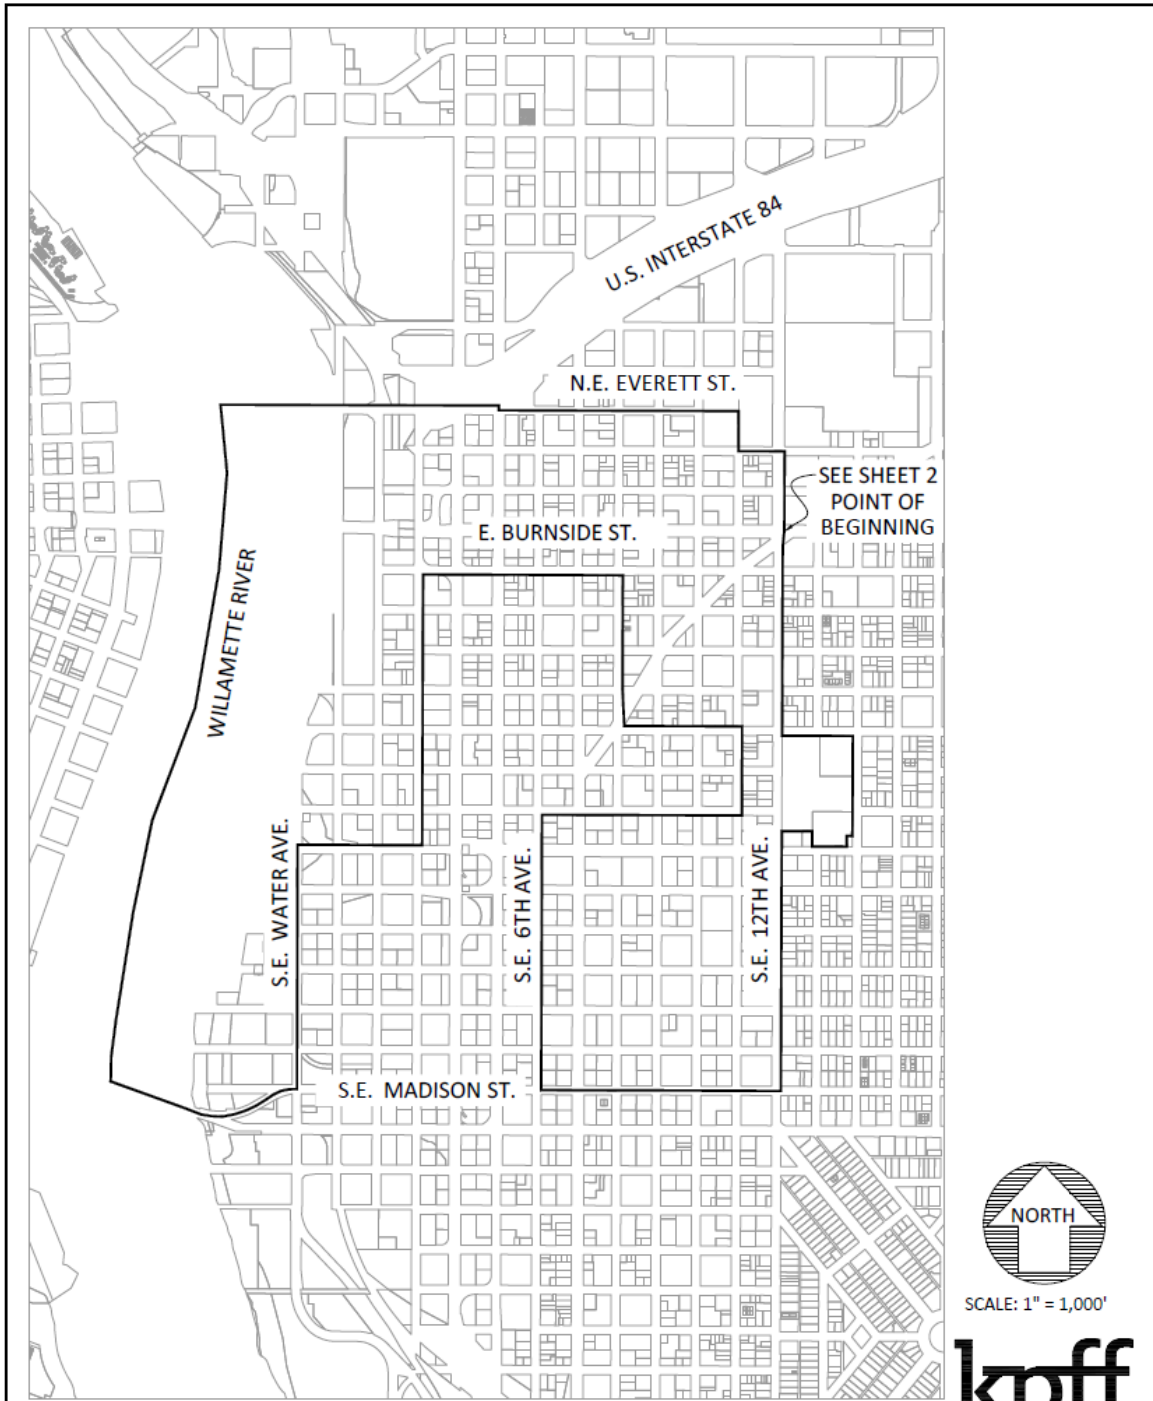 U.S. INTERSTATE 84
N.E. EVERETT ST.
SEE SHEET 2
POINT OF
BEGINNING
E. BURNSIDE ST.
WILLAMETTE RIVER
S.E. WATER AVE.
S.E. 6TH AVE.
S.E. 12TH AVE.
S.E. MADISON ST.
NORTH
SCALE: 1" = 1,000'
kpff